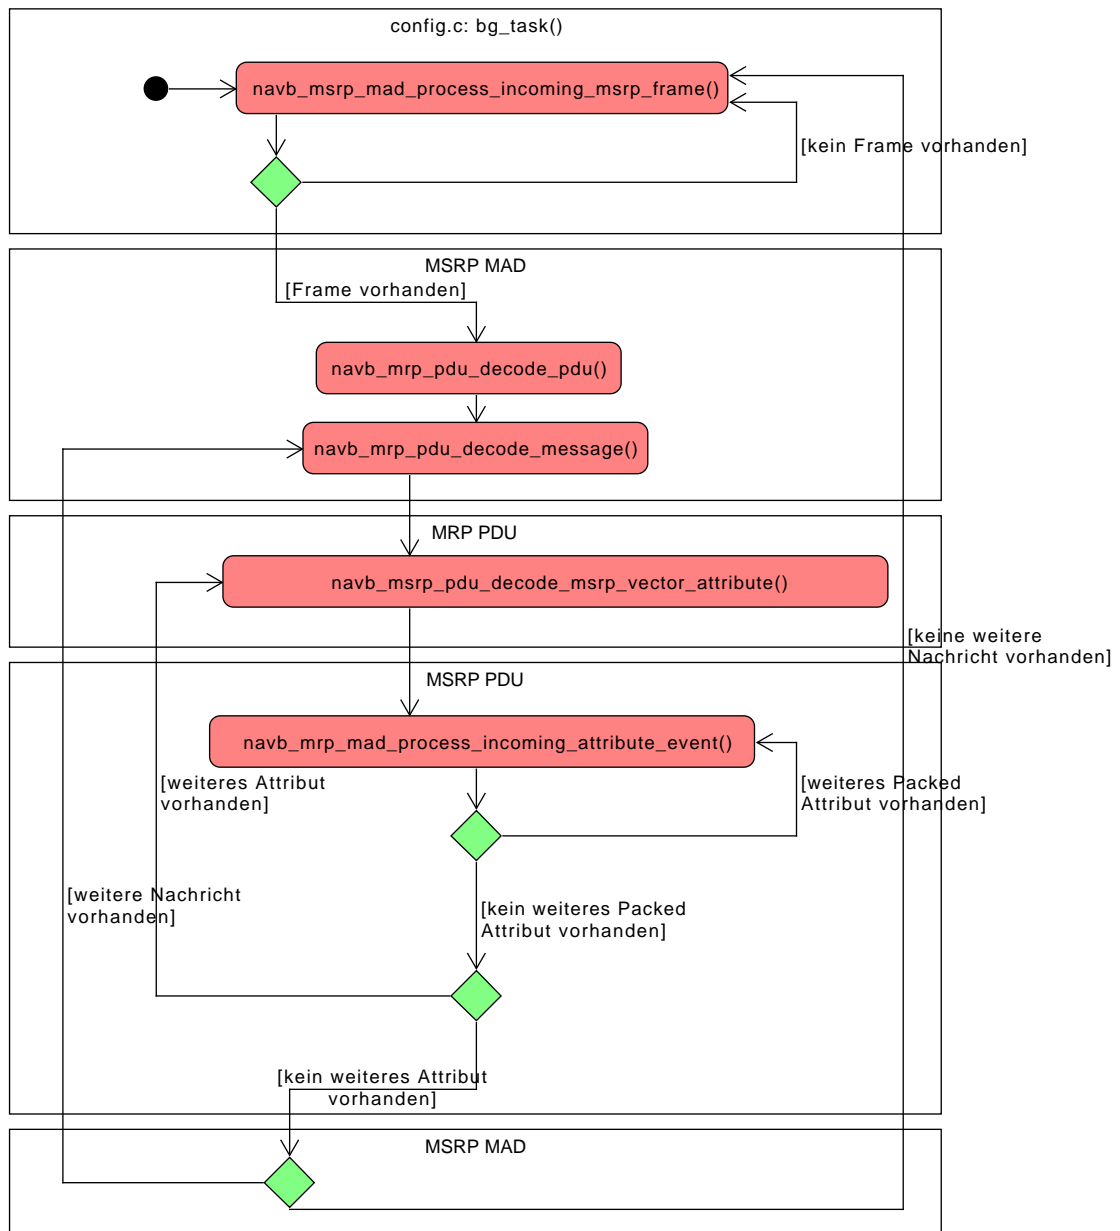 config.c: bg_task()
navb_msrp_mad_process_incoming_msrp_frame()
[kein Frame vorhanden]
MSRP MAD
[Frame vorhanden]
navb_mrp_pdu_decode_pdu()
navb_mrp_pdu_decode_message()
MRP PDU
navb_msrp_pdu_decode_msrp_vector_attribute()
[keine weitere
Nachricht vorhanden]
MSRP PDU
navb_mrp_mad_process_incoming_attribute_event()
[weiteres Attribut
vorhanden]
[weiteres Packed
Attribut vorhanden]
[weitere Nachricht
vorhanden]
[kein weiteres Packed
Attribut vorhanden]
[kein weiteres Attribut
vorhanden]
MSRP MAD